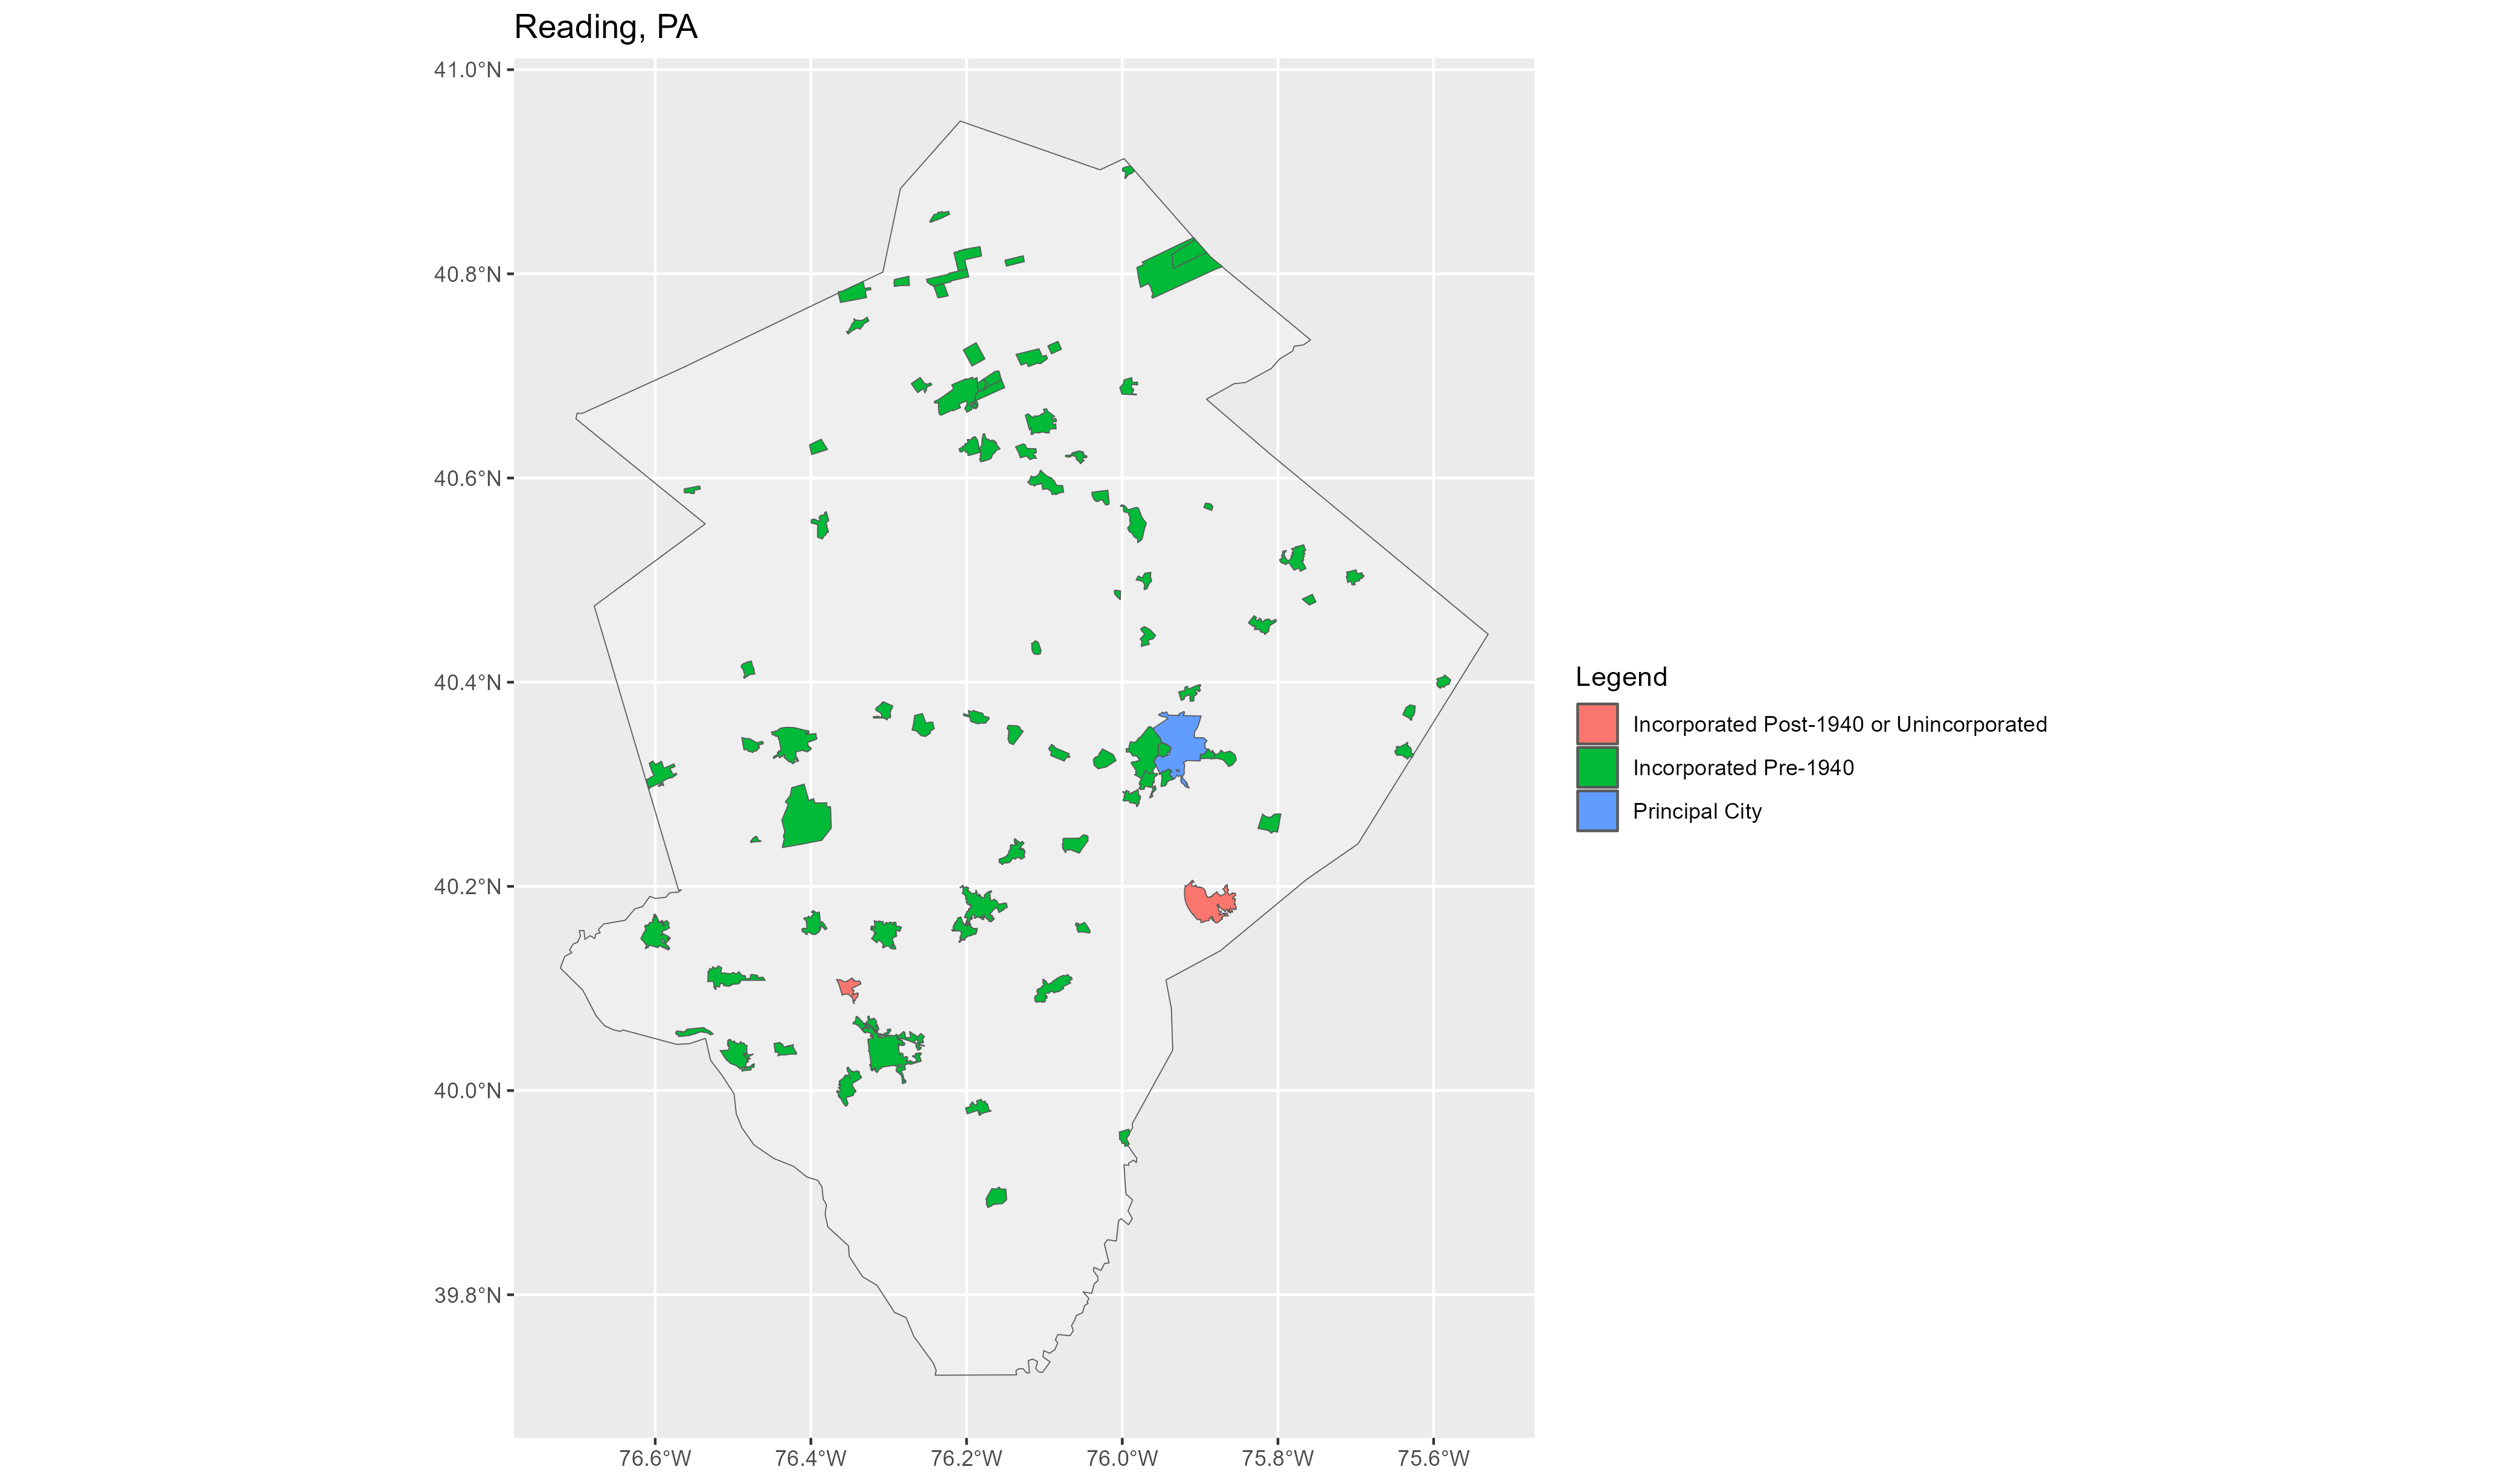 Reading, PA
41.0°N
40.8°N
40.6°N
40.4°N
40.2°N
40.0°N
39.8°N
76.6°W 76.4°W 76.2°W 76.0°W 75.8°W 75.6°W
Legend
Incorporated Post-1940 or Unincorporated
Incorporated Pre-1940
Principal City